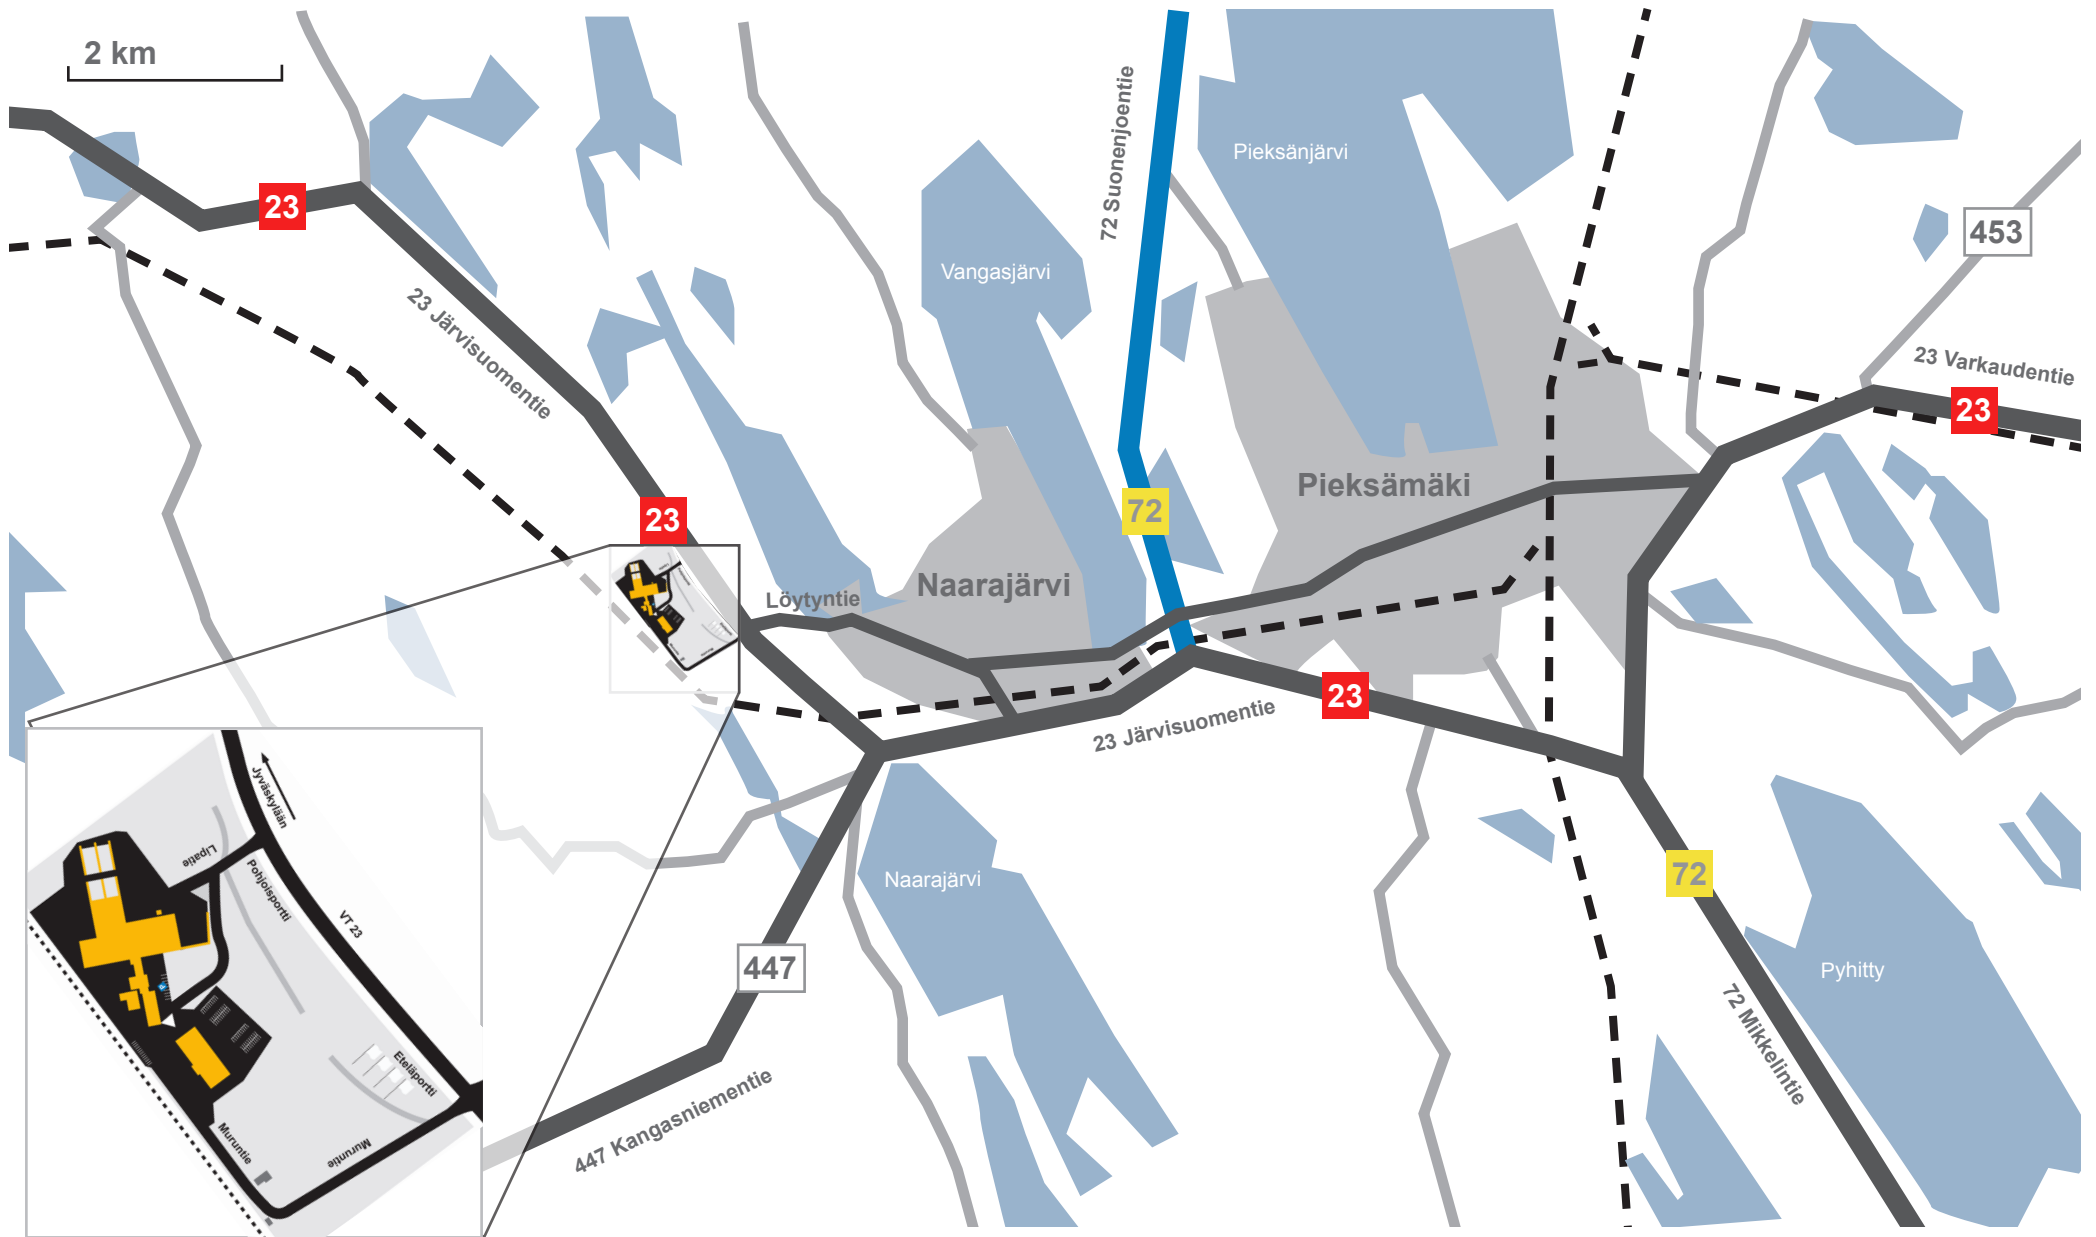 2 km
72 Suonenjoentie
Pieksänjärvi
23
453
Vangasjärvi
23 Järvisuomentie
23 Varkaudentie
23
Pieksämäki
72
23
Naarajärvi
Löytyntie
23
23 Järvisuomentie
Jyväskylään
Lipatie
Pohjoisportti
VT 23
Eteläportti
Muruntie
Muruntie
72
Naarajärvi
447
Pyhitty
72 Mikkelintie
447 Kangasniementie